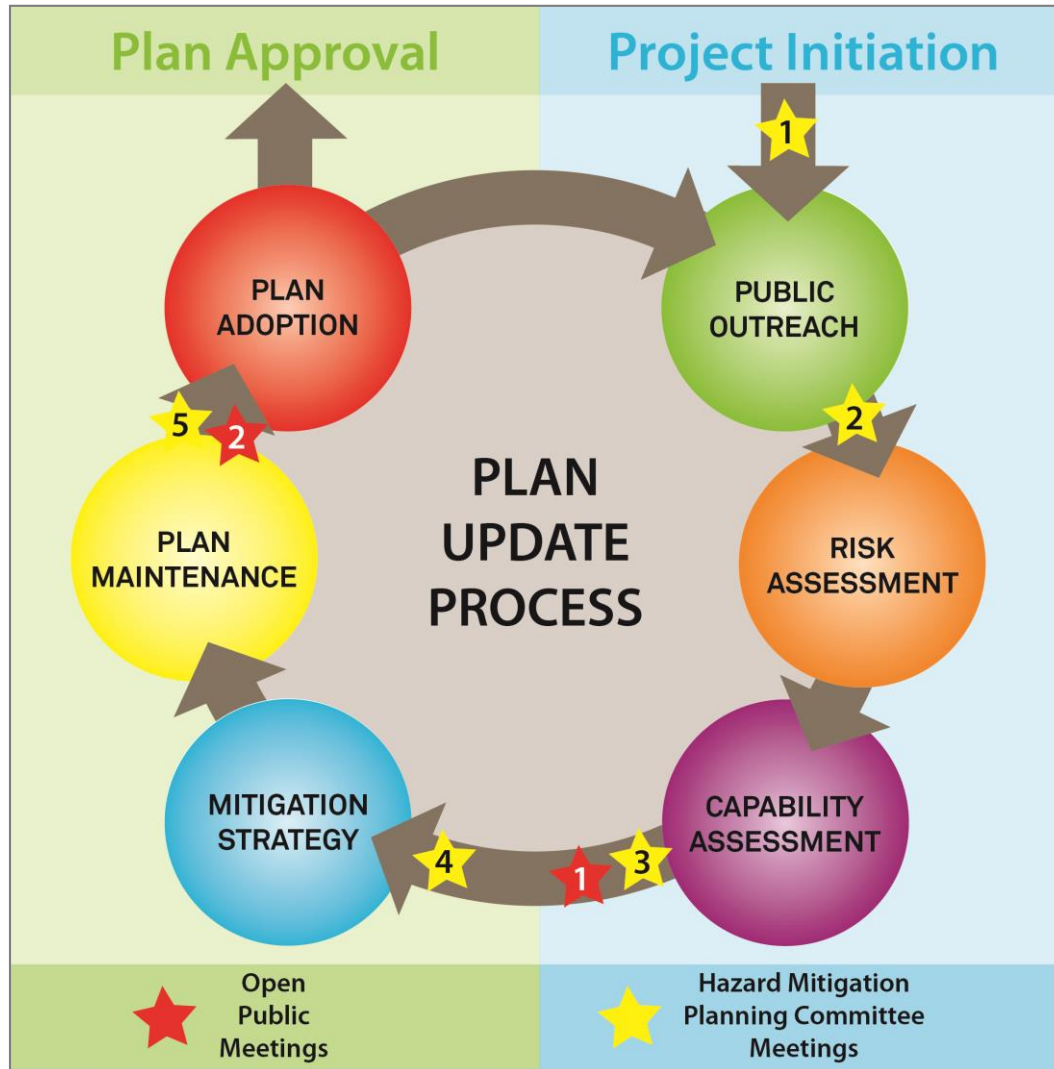 Plan Approval
Project Initiation
1
PLAN
ADOPTION
PUBLIC
OUTREACH
5
2
2
PLAN
UPDATE
PROCESS
PLAN
MAINTENANCE
RISK
ASSESSMENT
MITIGATION
STRATEGY
CAPABILITY
ASSESSMENT
4
1
3
Open
Public
Meetings
Hazard Mitigation
Planning Committee
Meetings